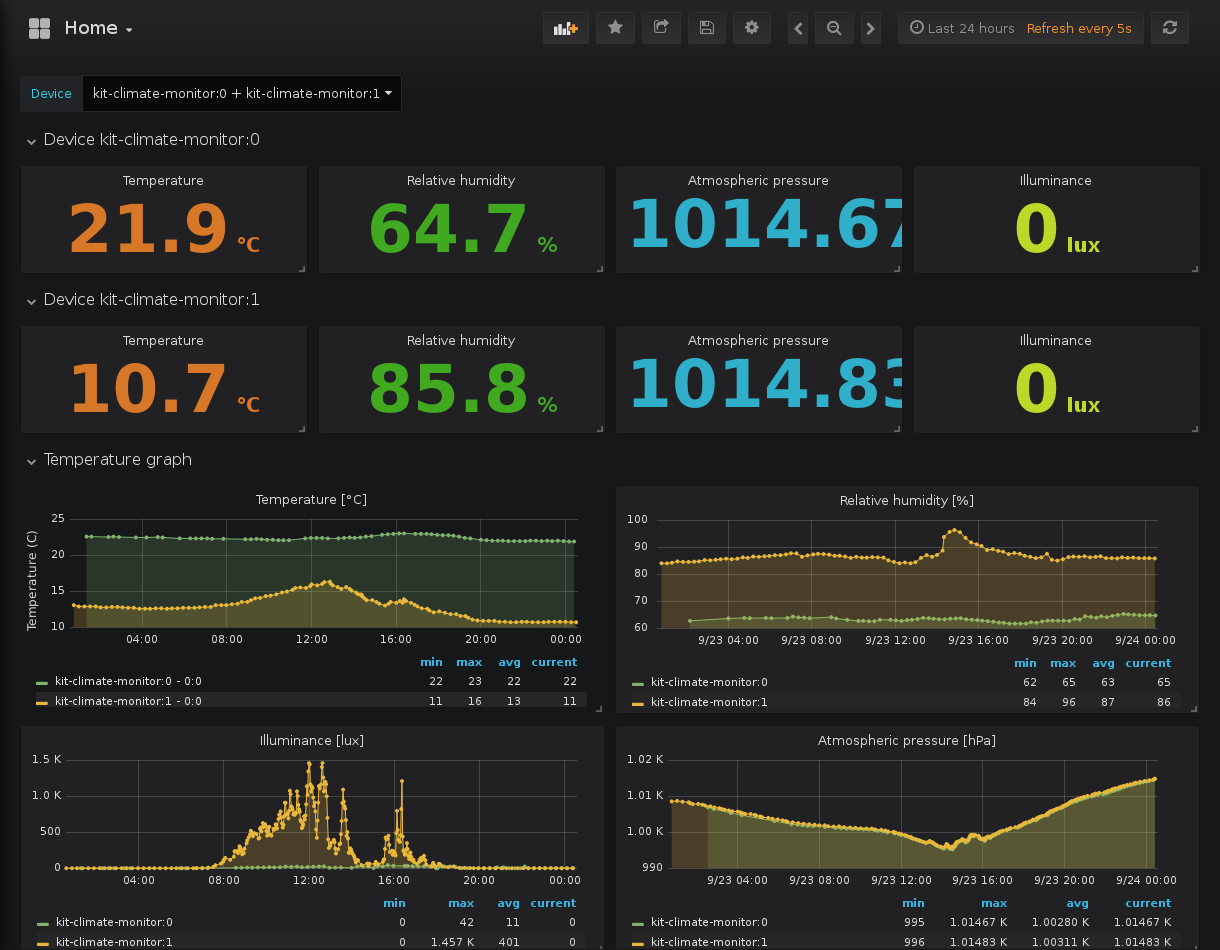 Home
Last 24 hours Refresh every 5s
Device kit-climate-monitor:0 + kit-climate-monitor:1
Device kit-climate-monitor:0
Temperature Relative humidity Atmospheric pressure Illuminance
21.9 °C 64.7 % 1014.67 0 lux
Device kit-climate-monitor:1
Temperature Relative humidity Atmospheric pressure Illuminance
10.7 °C 85.8 % 1014.83 0 lux
Temperature graph
Temperature [°C]
Temperature (C)
25
20
15
10
04:00 08:00 12:00 16:00 20:00 00:00
min max avg current
kit-climate-monitor:0 - 0:0 22 23 22 22
kit-climate-monitor:1 - 0:0 11 16 13 11
Relative humidity [%]
100
90
80
70
60
9/23 04:00 9/23 08:00 9/23 12:00 9/23 16:00 9/23 20:00 9/24 00:00
min max avg current
kit-climate-monitor:0 62 65 63 65
kit-climate-monitor:1 84 96 87 86
Illuminance [lux]
1.5 K
1.0 K
500
0
04:00 08:00 12:00 16:00 20:00 00:00
min max avg current
kit-climate-monitor:0 0 42 11 0
kit-climate-monitor:1 0 1.457 K 401 0
Atmospheric pressure [hPa]
1.02 K
1.01 K
1.00 K
990
9/23 04:00 9/23 08:00 9/23 12:00 9/23 16:00 9/23 20:00 9/24 00:00
min max avg current
kit-climate-monitor:0 995 1.01467 K 1.00280 K 1.01467 K
kit-climate-monitor:1 996 1.01483 K 1.00311 K 1.01483 K